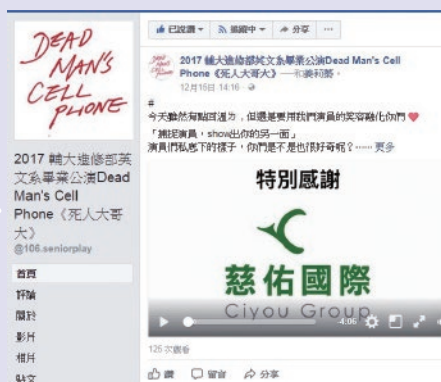 DEAD
MAN'S
CELL
PHONE
2017 輔大進修部英
文系畢業公演Dead
Man's Cell
Phone《死人大哥
大》
@106.seniorplay
首頁
評論
關於
影片
相片
貼文
已說讚
追蹤中
分享
2017 輔大進修部英文系畢業公演Dead Man's Cell
Phone《死人大哥大》
12月15日 14:16
#
今天雖然有點回溫了，但還是要用我們演員的笑容融化你們
「捕捉演員，show出你的另一面」
演員們私底下的樣子，你們是不是也很好奇呢？…… 更多
特別感謝
慈佑國際
Ciyou Group
-4:06
125 次觀看
讚 留言 分享